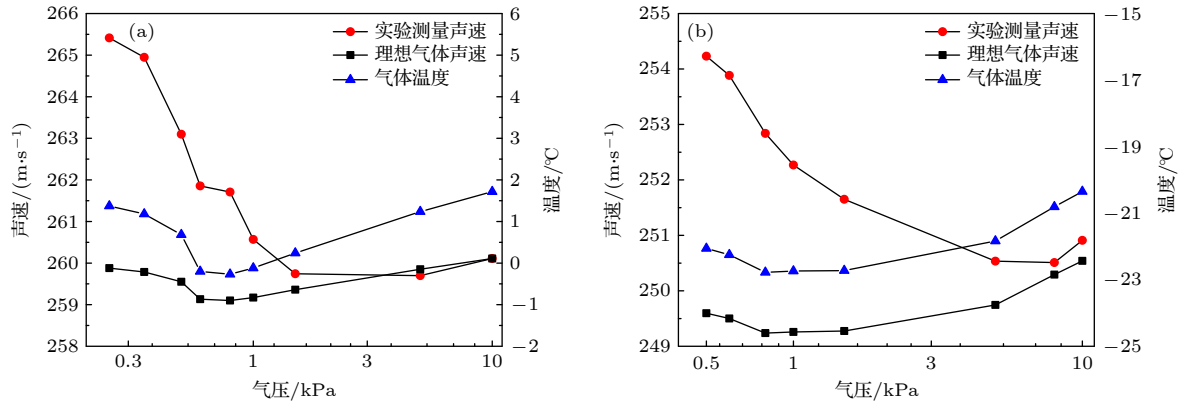 (a)
实验测量声速
理想气体声速
气体温度
266
265
264
263
262
261
260
259
258
声速/(m·s⁻¹)
6
5
4
3
2
1
0
−1
−2
温度/℃
0.3
1
3
10
气压/kPa
(b)
实验测量声速
理想气体声速
气体温度
255
254
253
252
251
250
249
声速/(m·s⁻¹)
−15
−17
−19
−21
−23
−25
温度/℃
0.5
1
3
10
气压/kPa